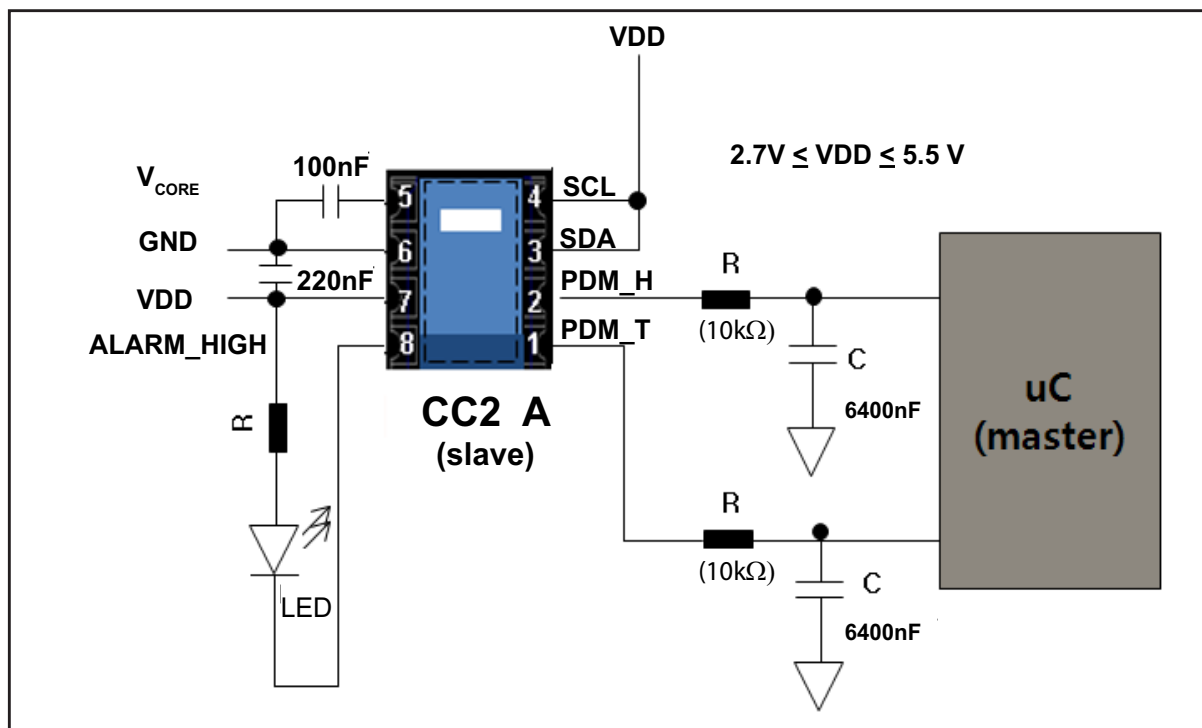 VDD
2.7V ≤ VDD ≤ 5.5 V
100nF
V_CORE
GND
220nF
VDD
ALARM_HIGH
5
6
7
8
4
3
2
1
SCL
SDA
PDM_H
PDM_T
CC2 A
(slave)
R
LED
R
(10kΩ)
C
6400nF
R
(10kΩ)
C
6400nF
uC
(master)